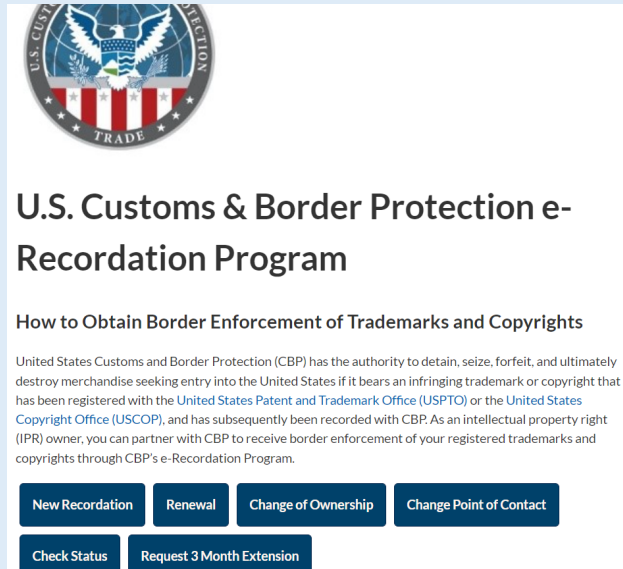 U.S. CUSTOMS
PROTECTION
TRADE
U.S. Customs & Border Protection e-
Recordation Program
How to Obtain Border Enforcement of Trademarks and Copyrights
United States Customs and Border Protection (CBP) has the authority to detain, seize, forfeit, and ultimately
destroy merchandise seeking entry into the United States if it bears an infringing trademark or copyright that
has been registered with the United States Patent and Trademark Office (USPTO) or the United States
Copyright Office (USCOP), and has subsequently been recorded with CBP. As an intellectual property right
(IPR) owner, you can partner with CBP to receive border enforcement of your registered trademarks and
copyrights through CBP's e-Recordation Program.
New Recordation Renewal Change of Ownership Change Point of Contact
Check Status Request 3 Month Extension